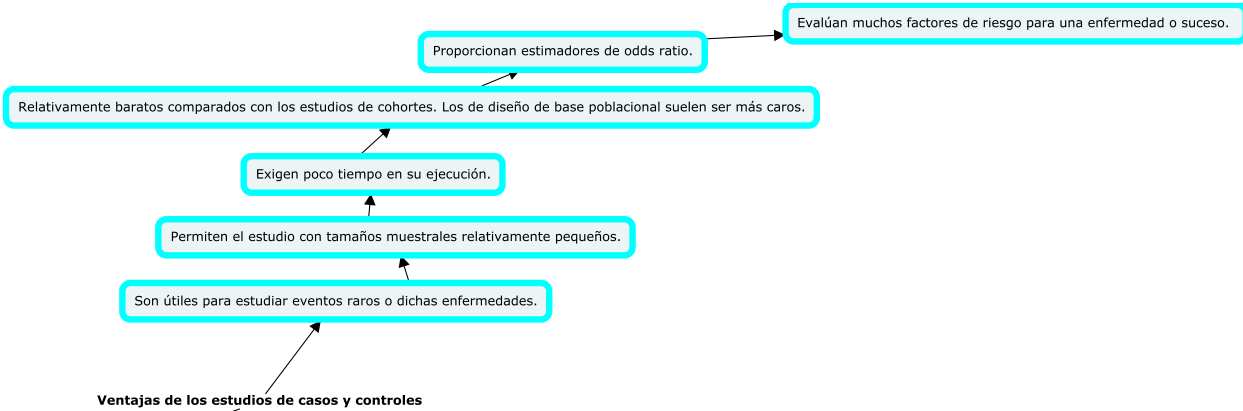 Evalúan muchos factores de riesgo para una enfermedad o suceso.
Proporcionan estimadores de odds ratio.
Relativamente baratos comparados con los estudios de cohortes. Los de diseño de base poblacional suelen ser más caros.
Exigen poco tiempo en su ejecución.
Permiten el estudio con tamaños muestrales relativamente pequeños.
Son útiles para estudiar eventos raros o dichas enfermedades.
Ventajas de los estudios de casos y controles